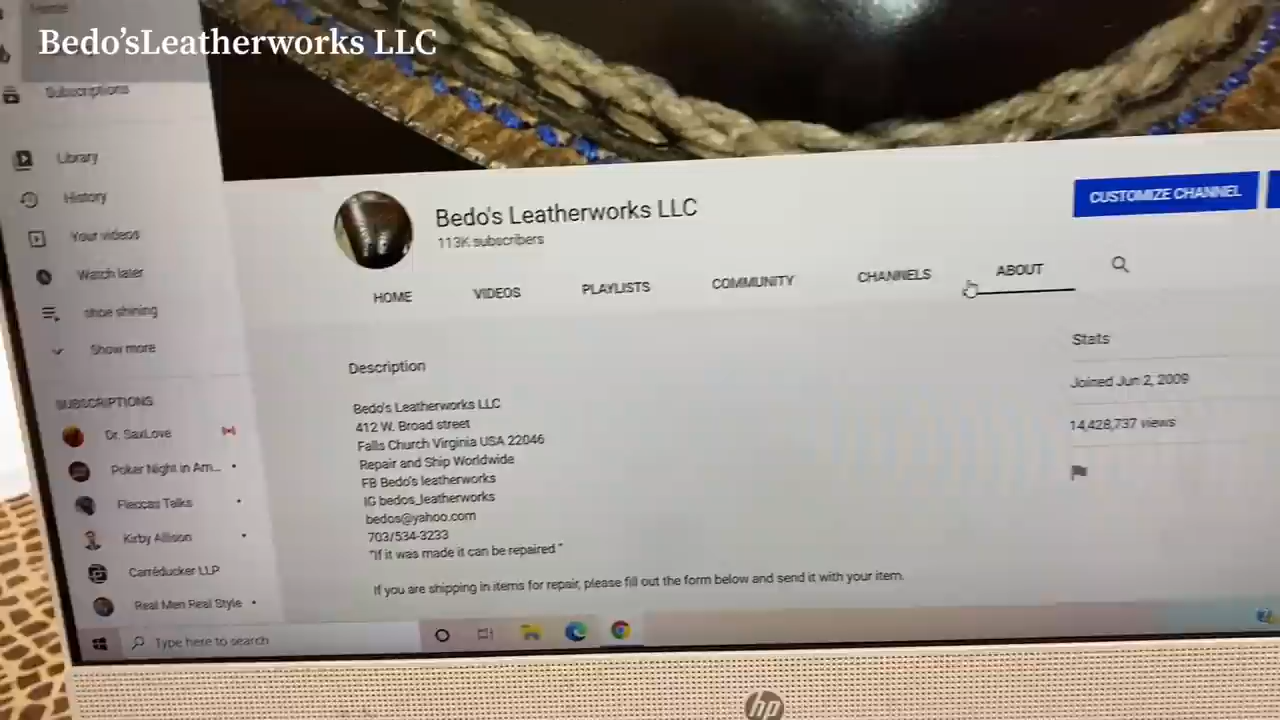 Home
Bedo'sLeatherworks LLC
Subscriptions
Library
History
Your videos
Watch later
shoe shining
Show more
SUBSCRIPTIONS
Dr. SaxLove
Poker Night in Am...
Fleccas Talks
Kirby Allison
Carréducker LLP
Real Men Real Style
Bedo's Leatherworks LLC
113K subscribers
CUSTOMIZE CHANNEL
HOME
VIDEOS
PLAYLISTS
COMMUNITY
CHANNELS
ABOUT
Description
Bedo's Leatherworks LLC
412 W. Broad street
Falls Church Virginia USA 22046
Repair and Ship Worldwide
FB Bedo's leatherworks
IG bedos_leatherworks
bedos@yahoo.com
703/534-3233
"If it was made it can be repaired "
If you are shipping in items for repair, please fill out the form below and send it with your item.
Stats
Joined Jun 2, 2009
14,428,737 views
Type here to search
hp